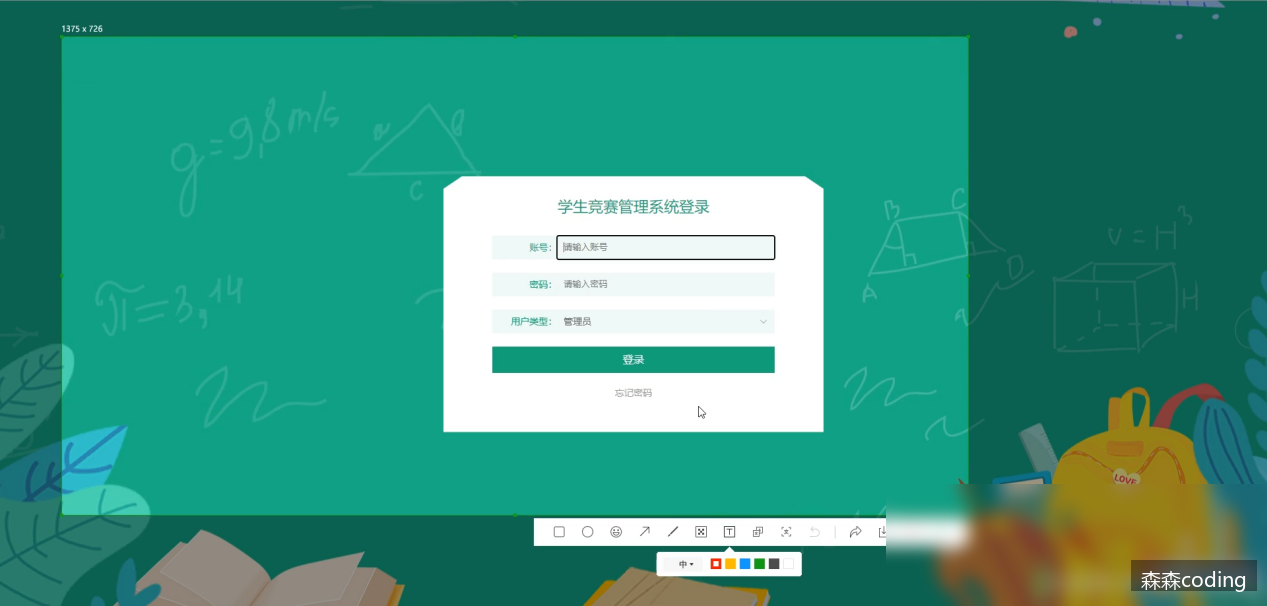 1375 x 726
g=9,8m/s
a
B
C
B
C
h
h
A
D
a
v=H³
H
π=3,14
学生竞赛管理系统登录
账号: 请输入账号
密码: 请输入密码
用户类型: 管理员
登录
忘记密码
LOVE
T
中
森森coding